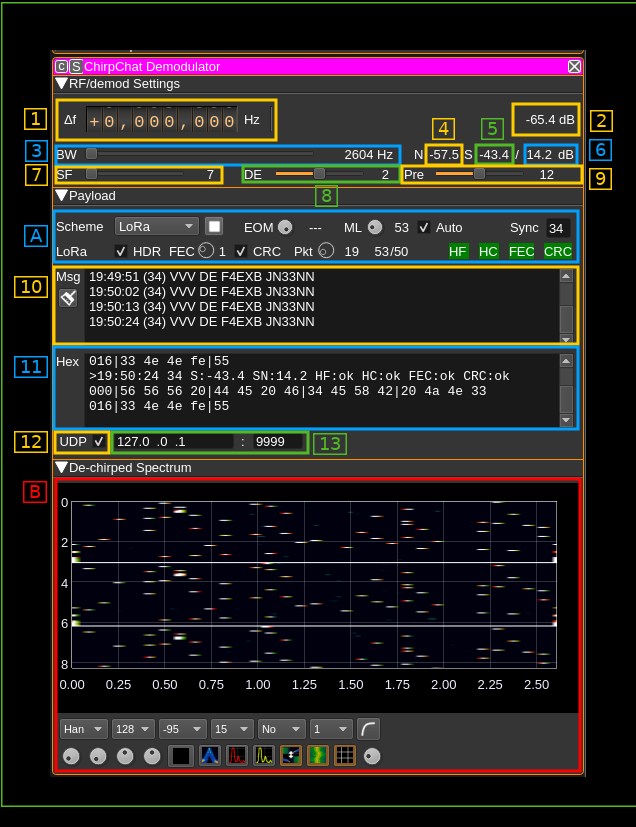 C S ChirpChat Demodulator
RF/demod Settings
1 Δf +0,000,000 Hz -65.4 dB 2
4 5
3 BW 2604 Hz N -57.5 S -43.4 / 14.2 dB 6
7 SF 7 DE 2 Pre 12 9
Payload 8
Scheme LoRa EOM --- ML 53 Auto Sync 34
A
LoRa HDR FEC 1 CRC Pkt 19 53/50 HF HC FEC CRC
Msg 19:49:51 (34) VVV DE F4EXB JN33NN
10 19:50:02 (34) VVV DE F4EXB JN33NN
19:50:13 (34) VVV DE F4EXB JN33NN
19:50:24 (34) VVV DE F4EXB JN33NN
Hex 016|33 4e 4e fe|55
11 >19:50:24 34 S:-43.4 SN:14.2 HF:ok HC:ok FEC:ok CRC:ok
000|56 56 56 20|44 45 20 46|34 45 58 42|20 4a 4e 33
016|33 4e 4e fe|55
12 UDP 127.0 .0 .1 : 9999 13
De-chirped Spectrum
B
0
2
4
6
8
0.00 0.25 0.50 0.75 1.00 1.25 1.50 1.75 2.00 2.25 2.50
Han 128 -95 15 No 1